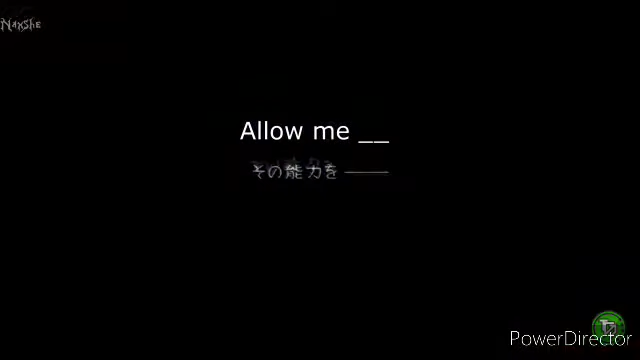 NAXSHE
Allow me __
その能力を ———
PowerDirector